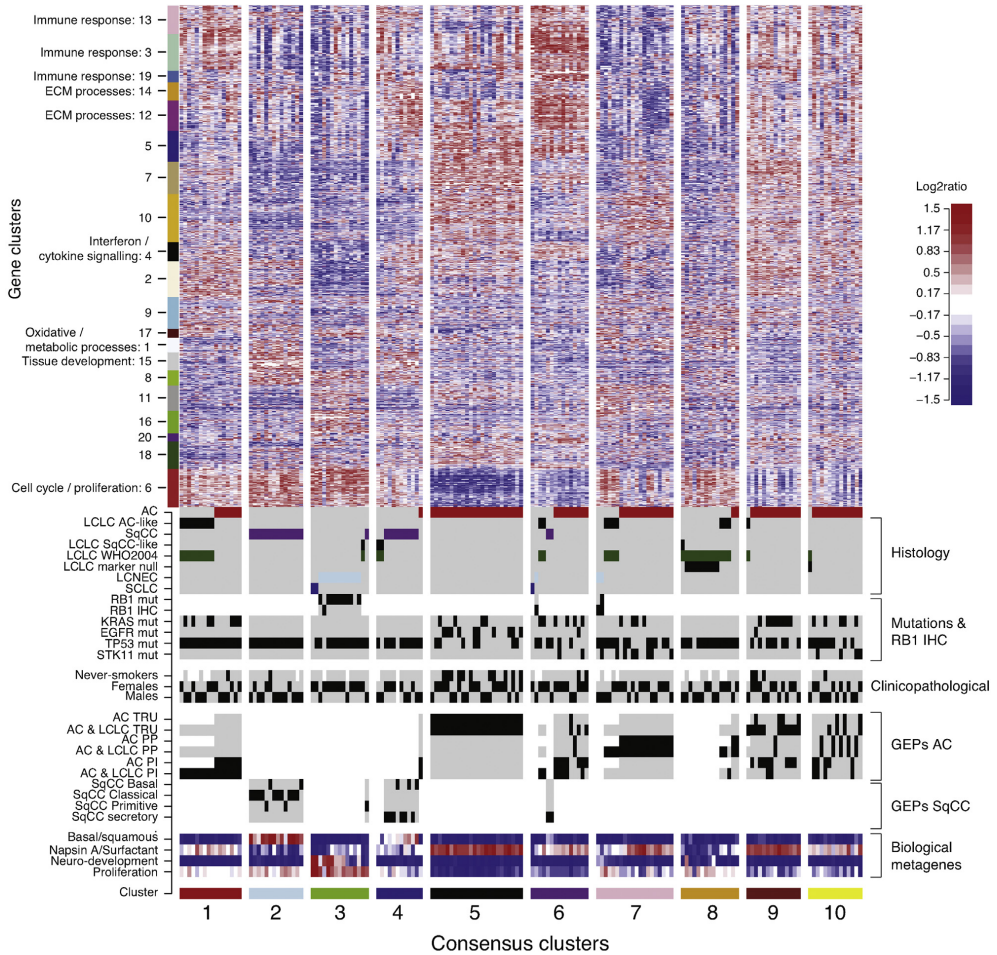 Immune response: 13
Immune response: 3
Immune response: 19
ECM processes: 14
ECM processes: 12
5
7
10
Interferon /
cytokine signalling: 4
2
9
Oxidative / 17
metabolic processes: 1
Tissue development: 15
8
11
16
20
18
Cell cycle / proliferation: 6
Gene clusters
Log2ratio
1.5
1.17
0.83
0.5
0.17
−0.17
−0.5
−0.83
−1.17
−1.5
AC
LCLC AC-like
SqCC
LCLC SqCC-like
LCLC WHO2004
LCLC marker null
LCNEC
SCLC
Histology
RB1 mut
RB1 IHC
KRAS mut
EGFR mut
TP53 mut
STK11 mut
Mutations &
RB1 IHC
Never-smokers
Females
Males
Clinicopathological
AC TRU
AC & LCLC TRU
AC PP
AC & LCLC PP
AC PI
AC & LCLC PI
GEPs AC
SqCC Basal
SqCC Classical
SqCC Primitive
SqCC secretory
GEPs SqCC
Basal/squamous
Napsin A/Surfactant
Neuro-development
Proliferation
Biological
metagenes
Cluster
1 2 3 4 5 6 7 8 9 10
Consensus clusters